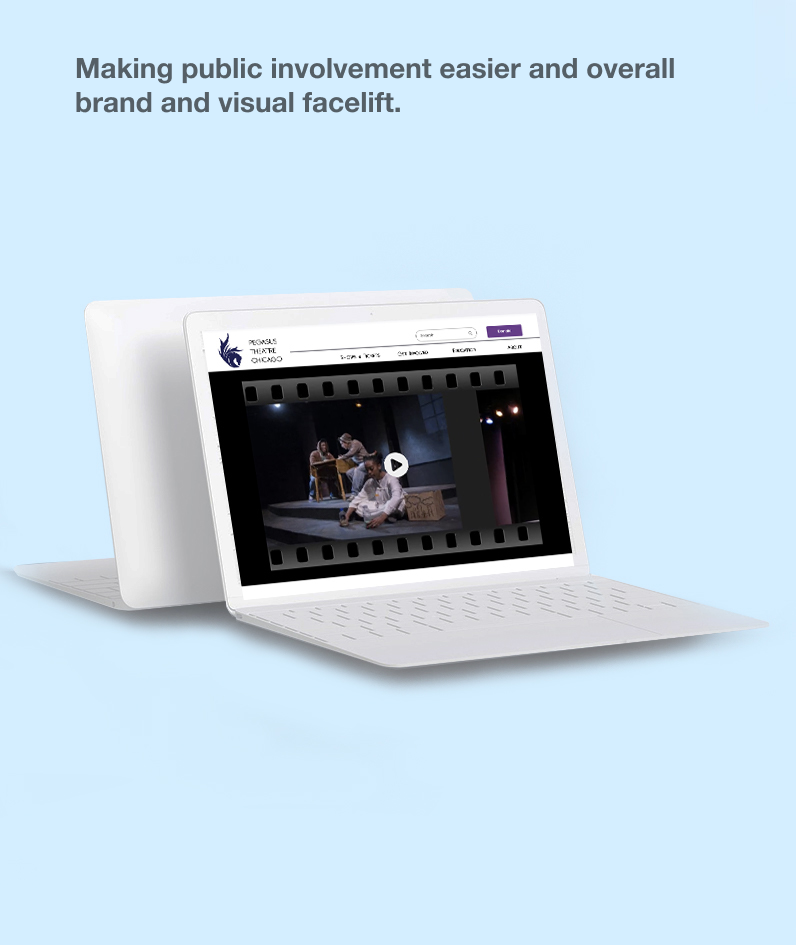 Making public involvement easier and overall
brand and visual facelift.
PEGASUS
THEATRE
CHICAGO
Search
Donate
Shows & Tickets
Get Involved
Education
About